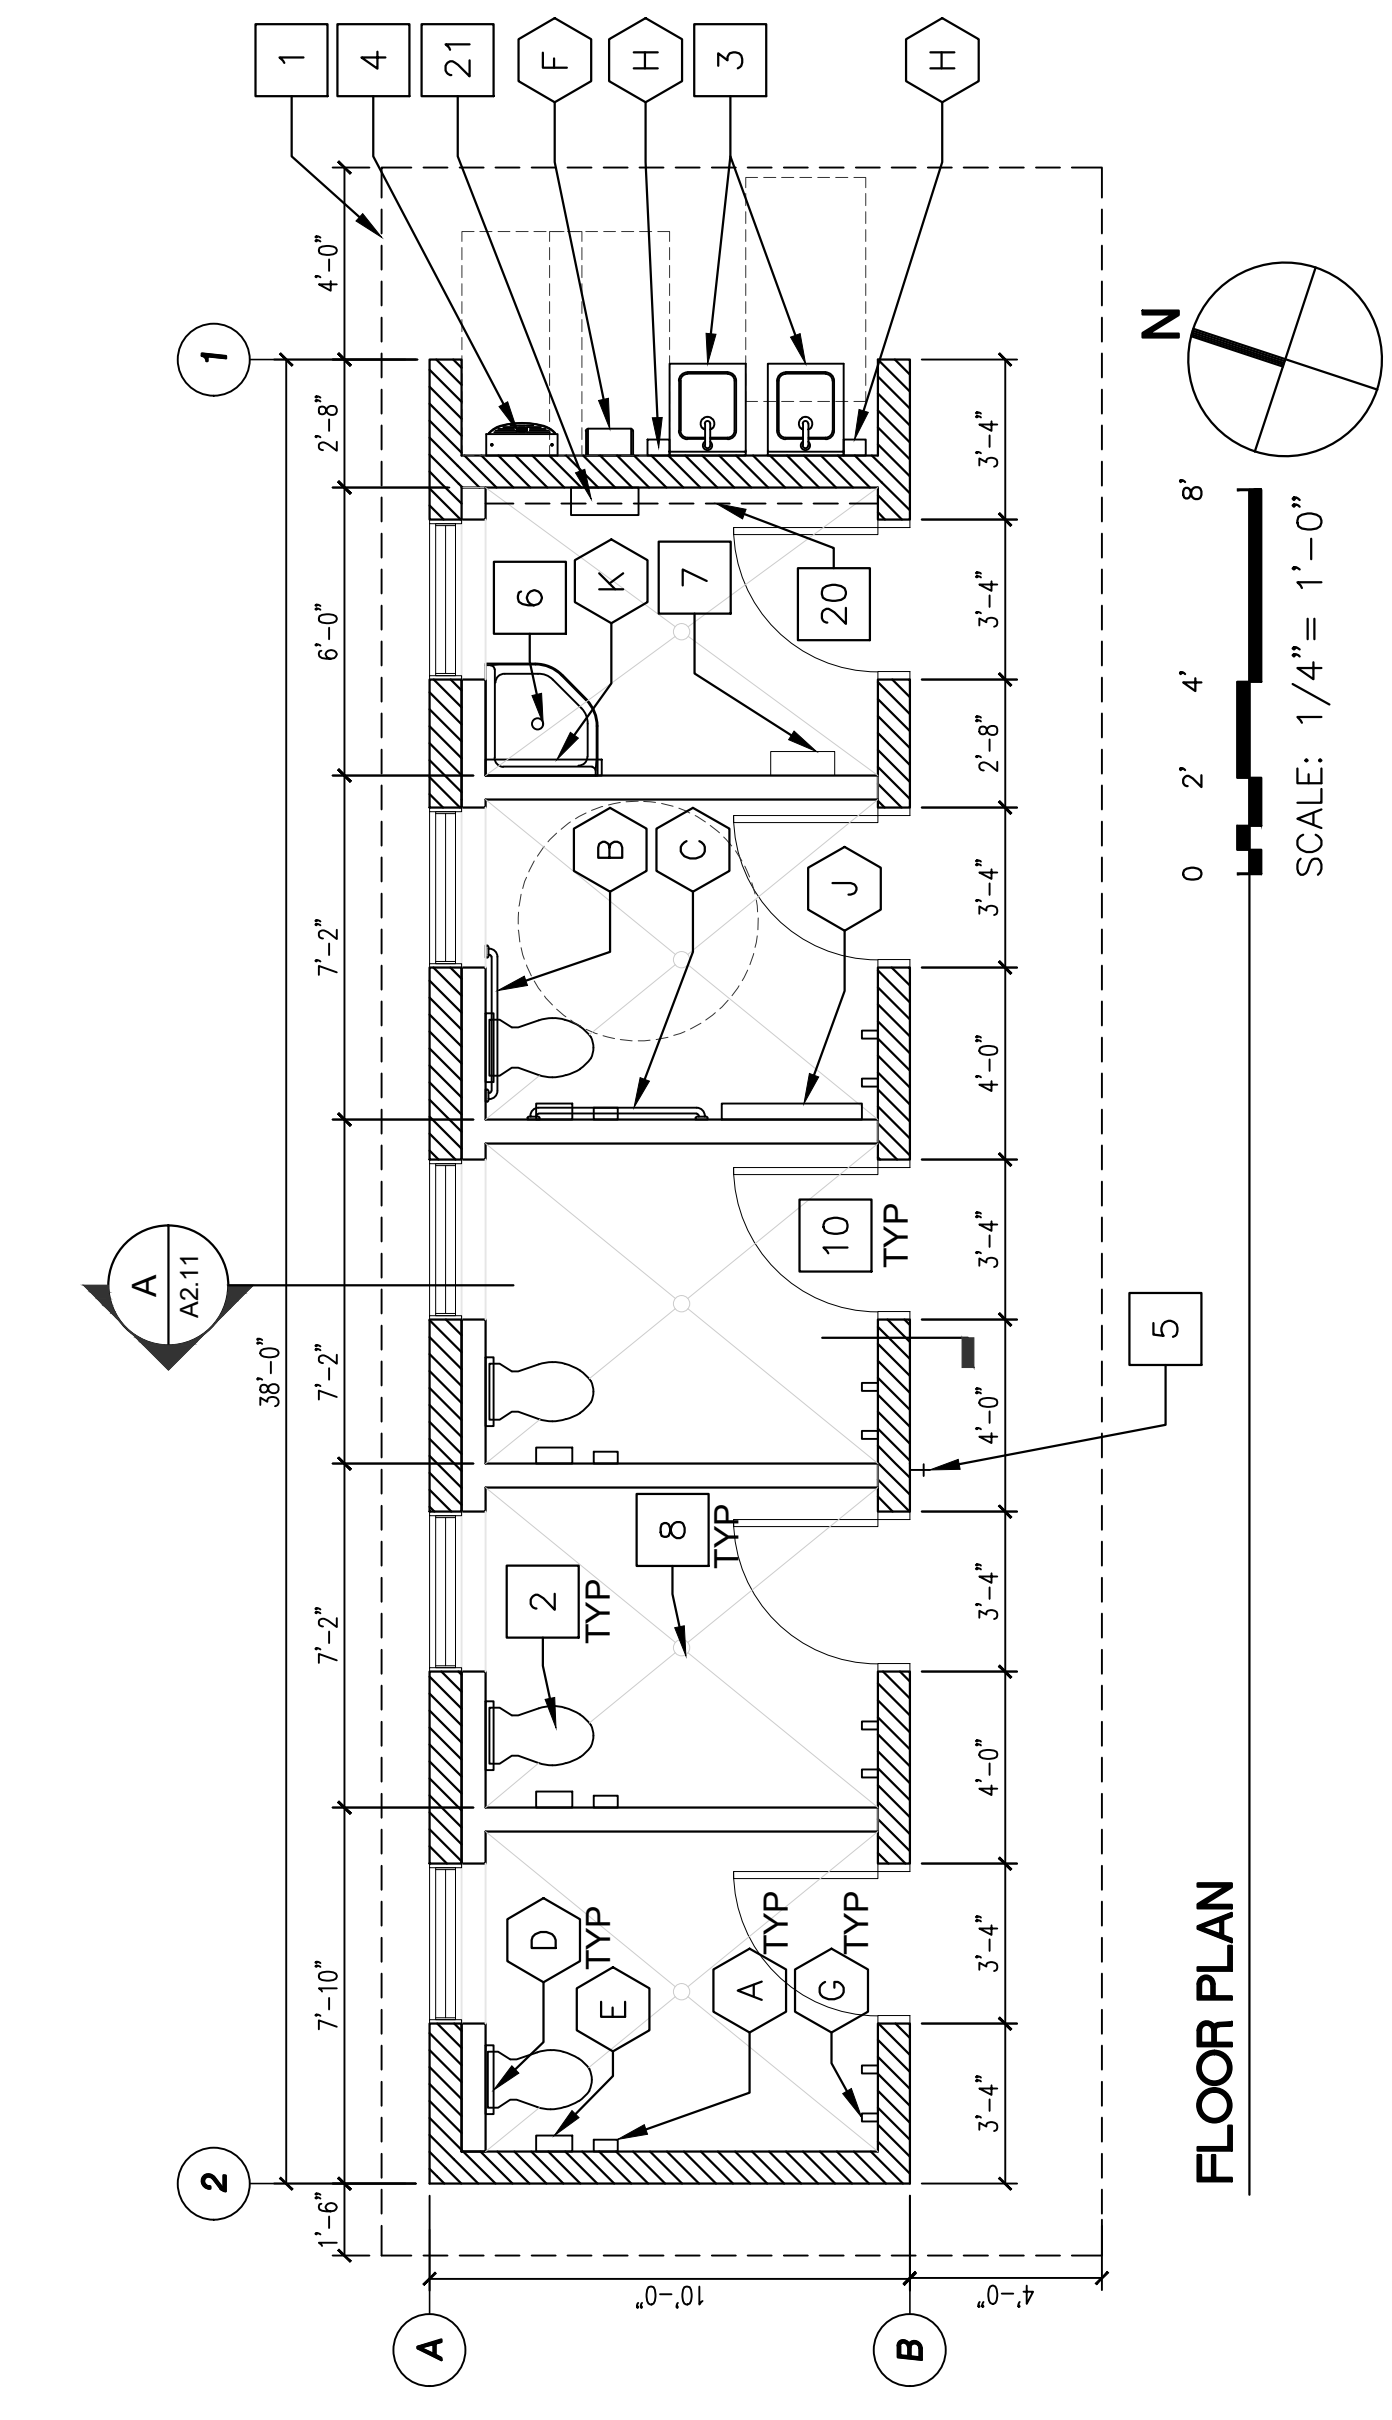 A
A2.11
2
1
38'-0"
1'-6"
7'-10"
7'-2"
7'-2"
7'-2"
6'-0"
2'-8"
4'-0"
1
4
21
F
H
3
H
A
10'-0"
B
4'-0"
D
TYP
E
A
TYP
G
TYP
2
TYP
8
TYP
10
TYP
B
C
J
6
K
7
20
3'-4"
3'-4"
4'-0"
3'-4"
4'-0"
3'-4"
4'-0"
3'-4"
2'-8"
3'-4"
3'-4"
5
N
FLOOR PLAN
0
2'
4'
8'
SCALE: 1/4"= 1'-0"